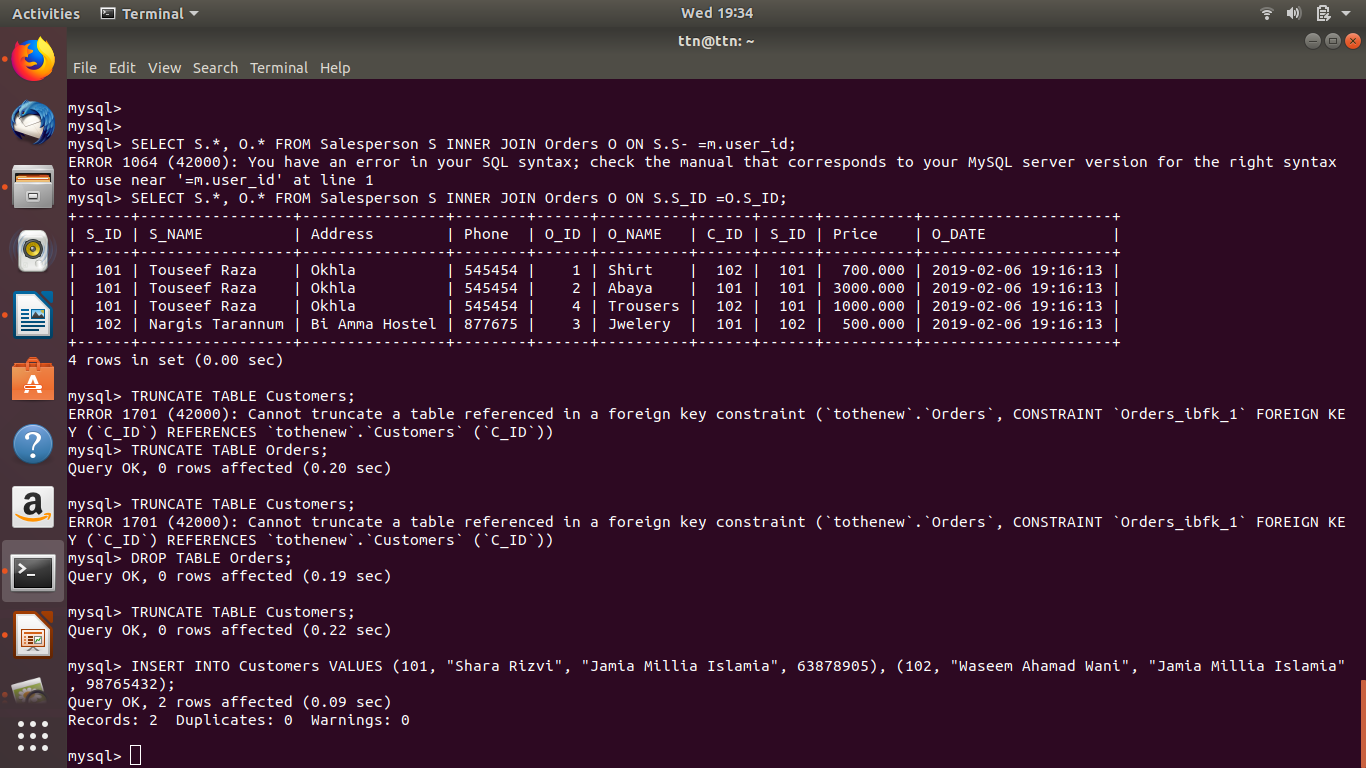 Activities Terminal Wed 19:34
ttn@ttn: ~
File Edit View Search Terminal Help
mysql>
mysql>
mysql> SELECT S.*, O.* FROM Salesperson S INNER JOIN Orders O ON S.S- =m.user_id;
ERROR 1064 (42000): You have an error in your SQL syntax; check the manual that corresponds to your MySQL server version for the right syntax
to use near '=m.user_id' at line 1
mysql> SELECT S.*, O.* FROM Salesperson S INNER JOIN Orders O ON S.S_ID =O.S_ID;
+------+-----------------+----------------+--------+------+----------+------+------+----------+---------------------+
| S_ID | S_NAME          | Address        | Phone  | O_ID | O_NAME   | C_ID | S_ID | Price    | O_DATE              |
+------+-----------------+----------------+--------+------+----------+------+------+----------+---------------------+
|  101 | Touseef Raza    | Okhla          | 545454 |    1 | Shirt    |  102 |  101 |  700.000 | 2019-02-06 19:16:13 |
|  101 | Touseef Raza    | Okhla          | 545454 |    2 | Abaya    |  101 |  101 | 3000.000 | 2019-02-06 19:16:13 |
|  101 | Touseef Raza    | Okhla          | 545454 |    4 | Trousers |  102 |  101 | 1000.000 | 2019-02-06 19:16:13 |
|  102 | Nargis Tarannum | Bi Amma Hostel | 877675 |    3 | Jwelery  |  101 |  102 |  500.000 | 2019-02-06 19:16:13 |
+------+-----------------+----------------+--------+------+----------+------+------+----------+---------------------+
4 rows in set (0.00 sec)
mysql> TRUNCATE TABLE Customers;
ERROR 1701 (42000): Cannot truncate a table referenced in a foreign key constraint (`tothenew`.`Orders`, CONSTRAINT `Orders_ibfk_1` FOREIGN KE
Y (`C_ID`) REFERENCES `tothenew`.`Customers` (`C_ID`))
mysql> TRUNCATE TABLE Orders;
Query OK, 0 rows affected (0.20 sec)
mysql> TRUNCATE TABLE Customers;
ERROR 1701 (42000): Cannot truncate a table referenced in a foreign key constraint (`tothenew`.`Orders`, CONSTRAINT `Orders_ibfk_1` FOREIGN KE
Y (`C_ID`) REFERENCES `tothenew`.`Customers` (`C_ID`))
mysql> DROP TABLE Orders;
Query OK, 0 rows affected (0.19 sec)
mysql> TRUNCATE TABLE Customers;
Query OK, 0 rows affected (0.22 sec)
mysql> INSERT INTO Customers VALUES (101, "Shara Rizvi", "Jamia Millia Islamia", 63878905), (102, "Waseem Ahamad Wani", "Jamia Millia Islamia"
, 98765432);
Query OK, 2 rows affected (0.09 sec)
Records: 2  Duplicates: 0  Warnings: 0
mysql>